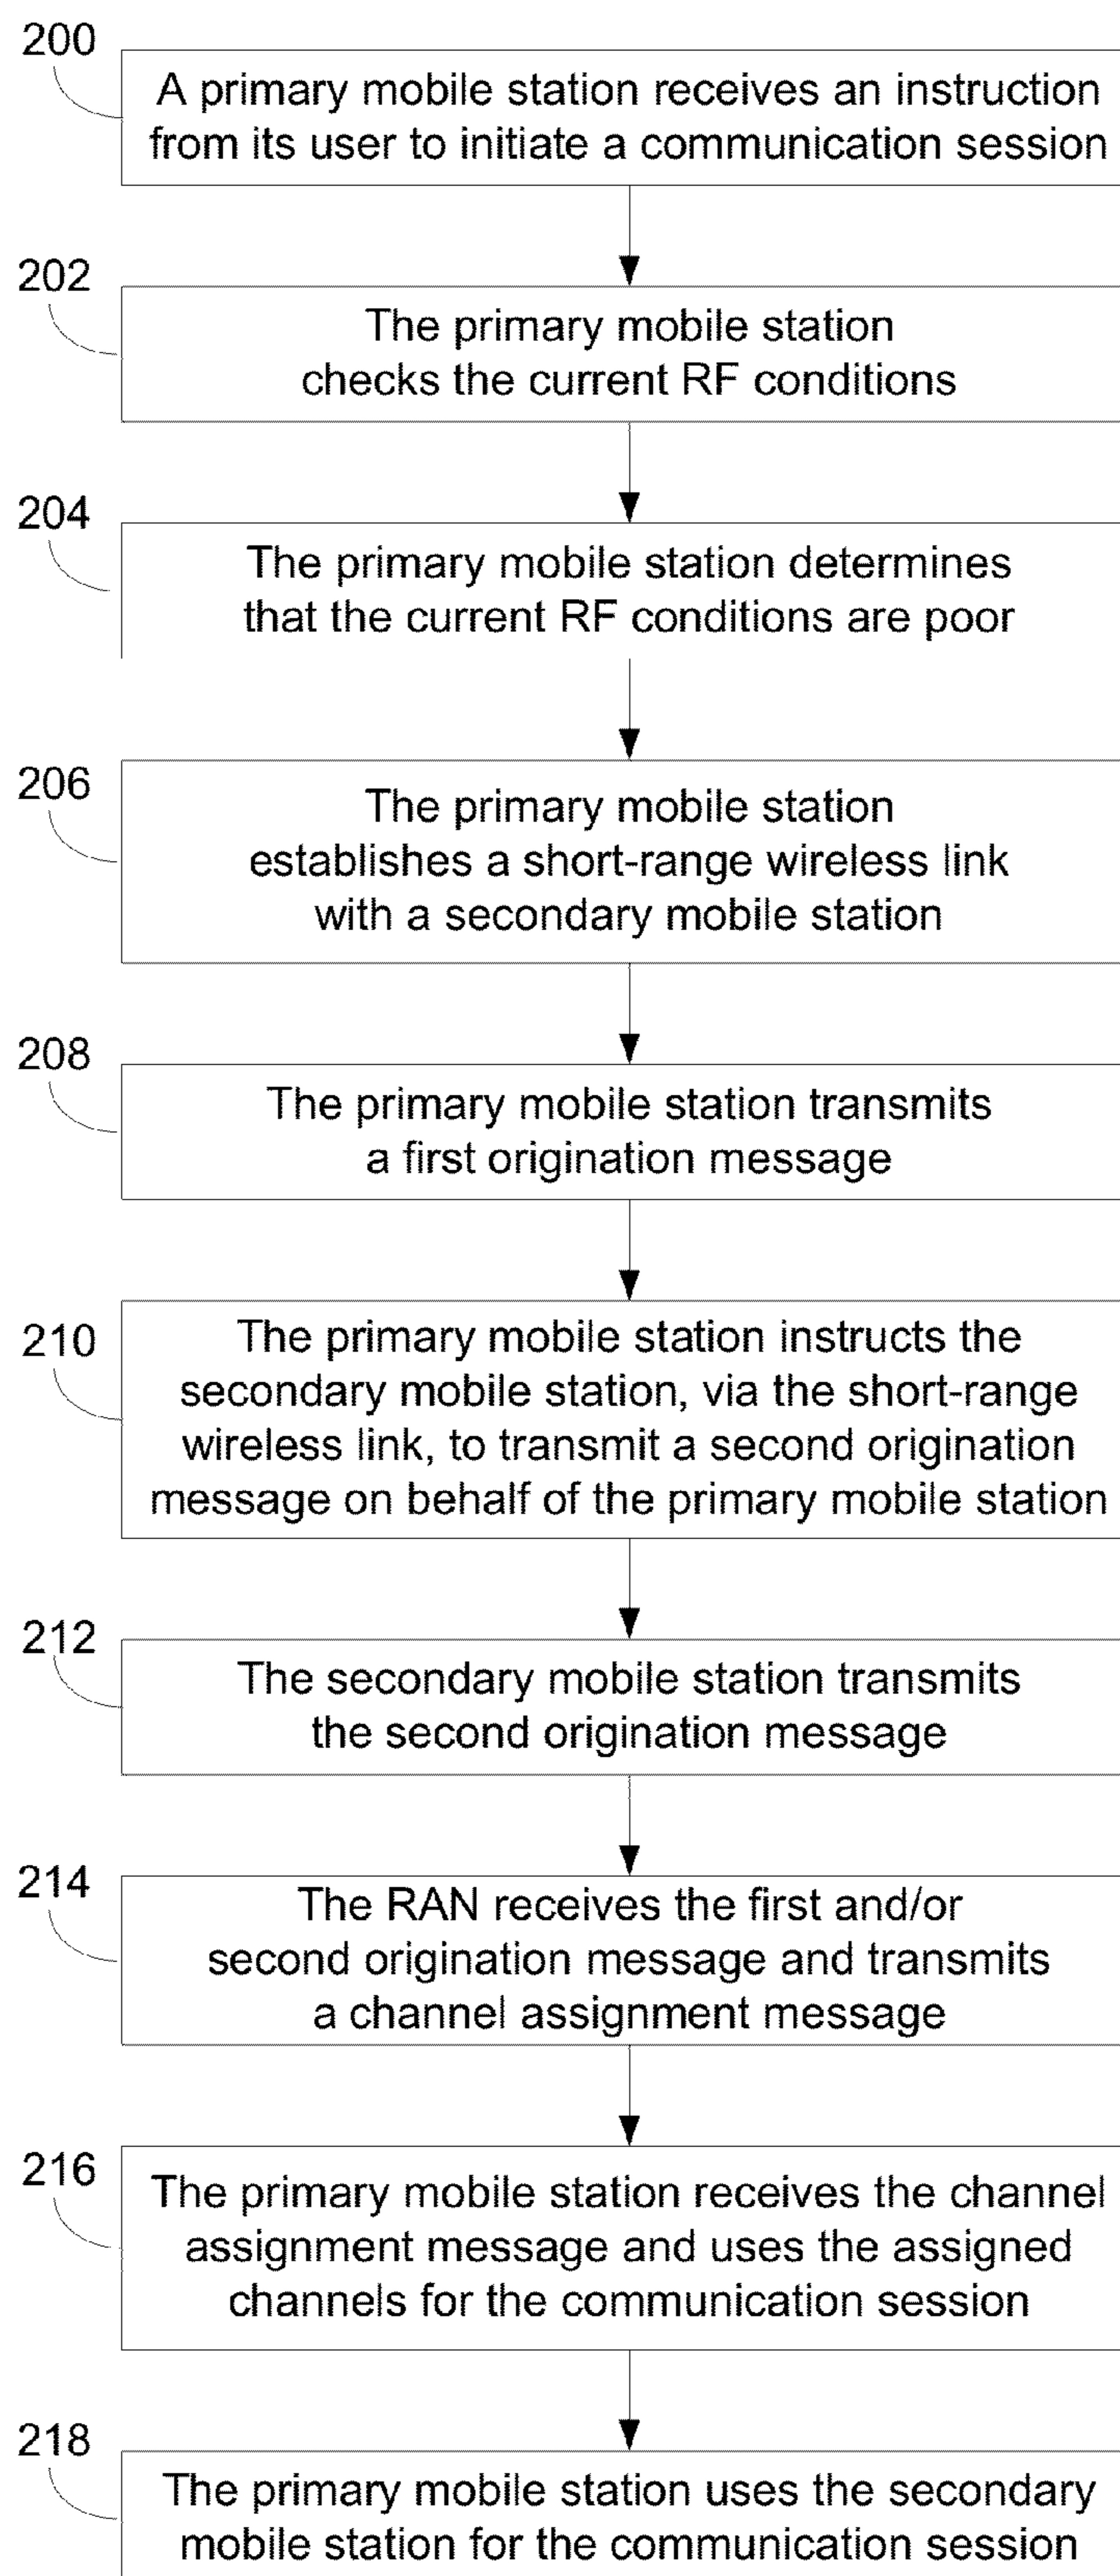 200
A primary mobile station receives an instruction
from its user to initiate a communication session
202
The primary mobile station
checks the current RF conditions
204
The primary mobile station determines
that the current RF conditions are poor
206
The primary mobile station
establishes a short-range wireless link
with a secondary mobile station
208
The primary mobile station transmits
a first origination message
210
The primary mobile station instructs the
secondary mobile station, via the short-range
wireless link, to transmit a second origination
message on behalf of the primary mobile station
212
The secondary mobile station transmits
the second origination message
214
The RAN receives the first and/or
second origination message and transmits
a channel assignment message
216
The primary mobile station receives the channel
assignment message and uses the assigned
channels for the communication session
218
The primary mobile station uses the secondary
mobile station for the communication session